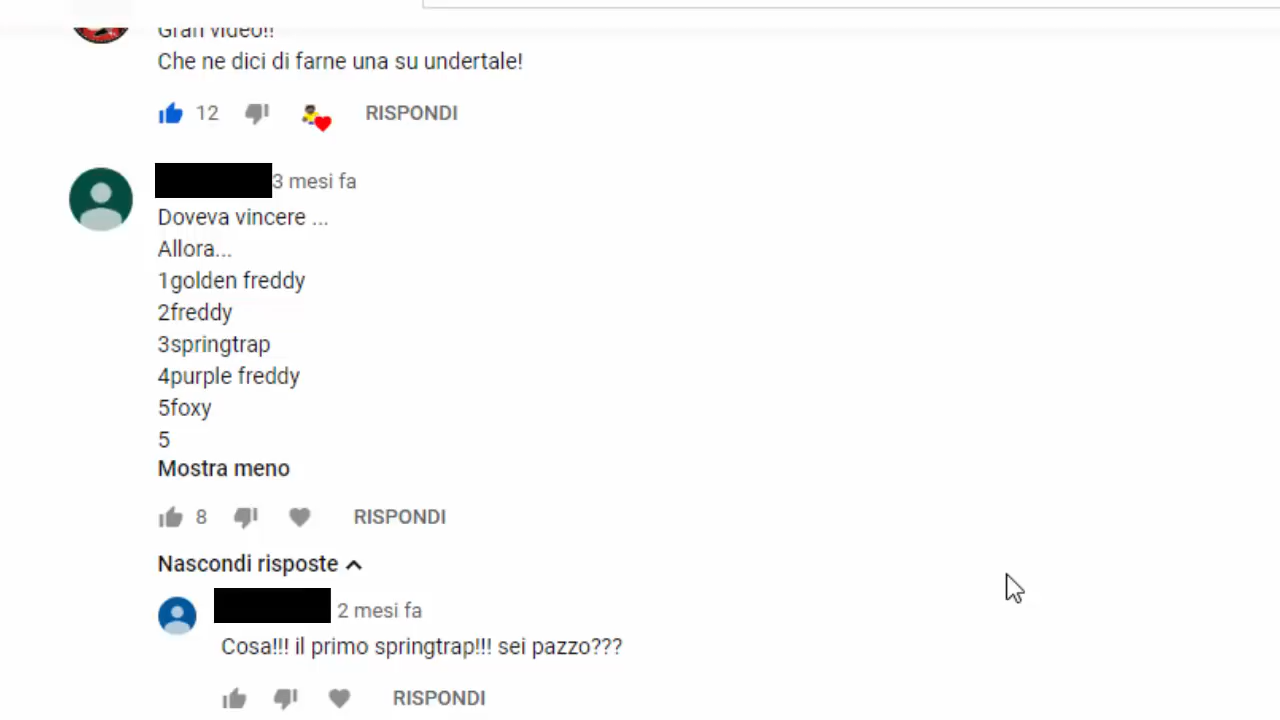 Gran video!!
Che ne dici di farne una su undertale!
12 RISPONDI
3 mesi fa
Doveva vincere ...
Allora...
1golden freddy
2freddy
3springtrap
4purple freddy
5foxy
5
Mostra meno
8 RISPONDI
Nascondi risposte
2 mesi fa
Cosa!!! il primo springtrap!!! sei pazzo???
RISPONDI